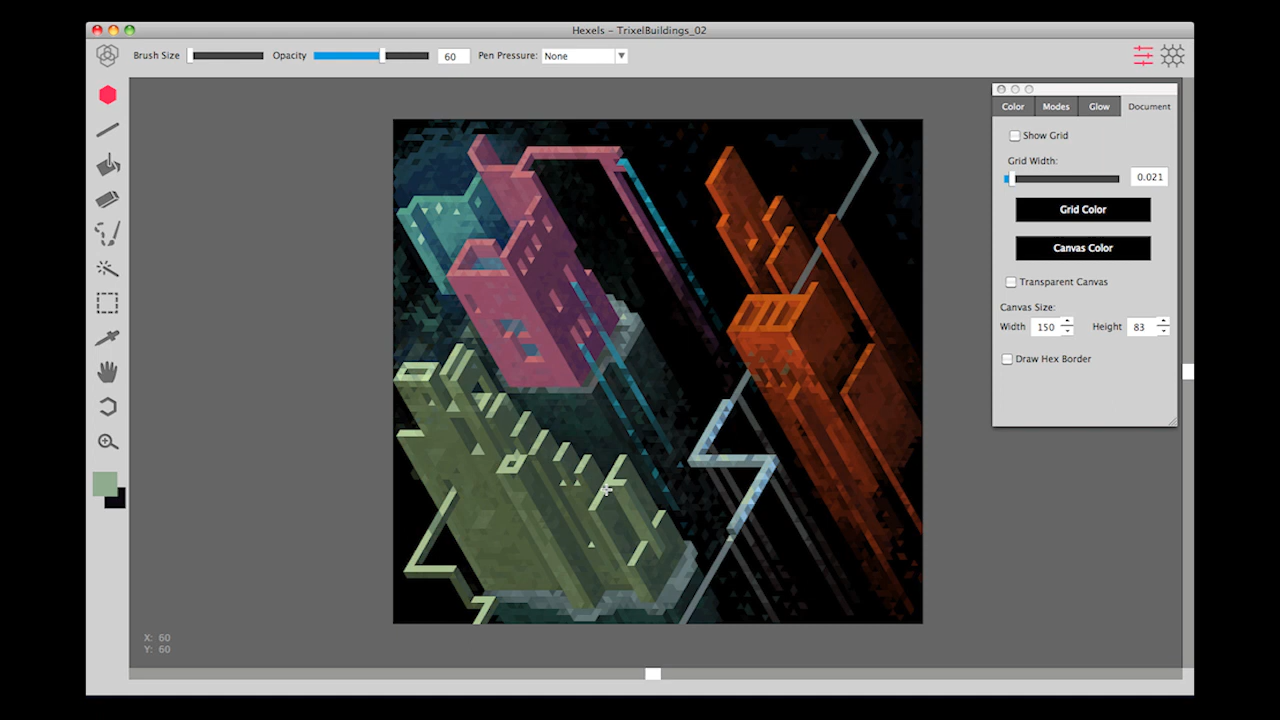 Hexels – TrixelBuildings_02
Brush Size Opacity 60 Pen Pressure: None
Color Modes Glow Document
Show Grid
Grid Width:
0.021
Grid Color
Canvas Color
Transparent Canvas
Canvas Size:
Width 150 Height 83
Draw Hex Border
X: 60
Y: 60